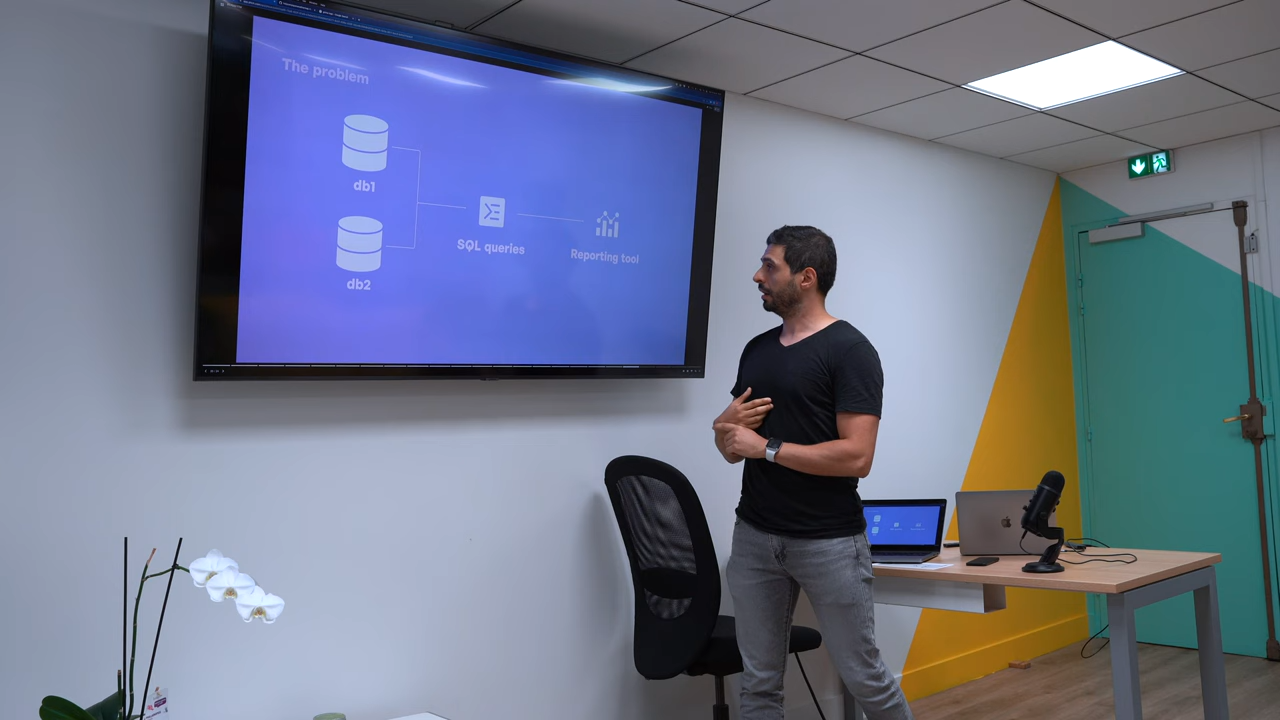 The problem
db1
SQL queries
Reporting tool
db2